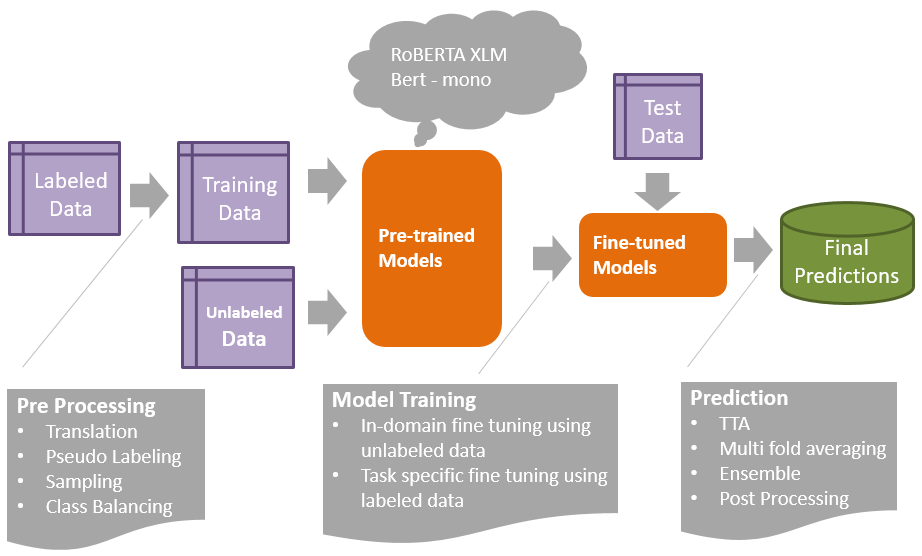 RoBERTA XLM
Bert - mono
Test
Data
Labeled
Data
Training
Data
Pre-trained
Models
Fine-tuned
Models
Final
Predictions
Unlabeled
Data
Pre Processing
• Translation
• Pseudo Labeling
• Sampling
• Class Balancing
Model Training
• In-domain fine tuning using
unlabeled data
• Task specific fine tuning using
labeled data
Prediction
• TTA
• Multi fold averaging
• Ensemble
• Post Processing